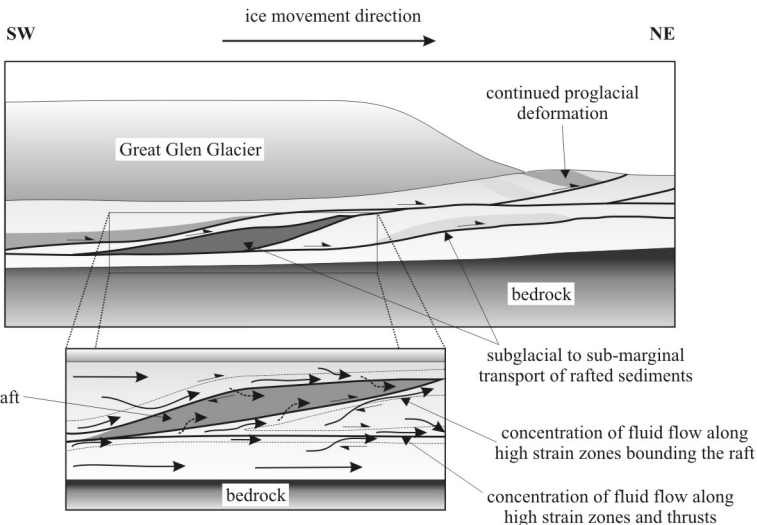 ice movement direction
SW
NE
continued proglacial
deformation
Great Glen Glacier
bedrock
subglacial to sub-marginal
transport of rafted sediments
aft
concentration of fluid flow along
high strain zones bounding the raft
bedrock
concentration of fluid flow along
high strain zones and thrusts